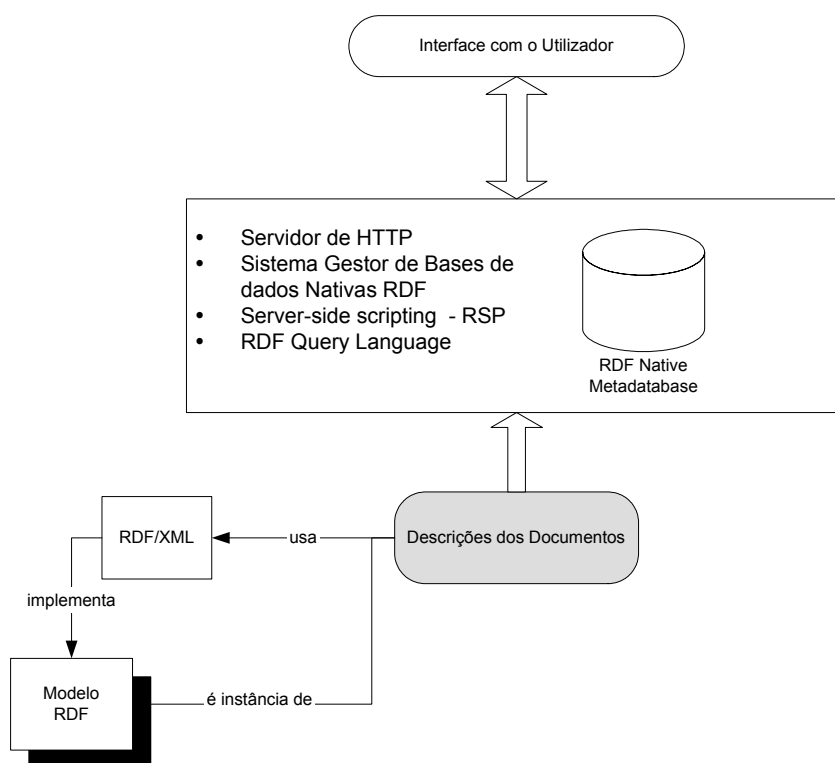 Interface com o Utilizador
• Servidor de HTTP
• Sistema Gestor de Bases de
dados Nativas RDF
• Server-side scripting - RSP
• RDF Query Language
RDF Native
Metadatabase
RDF/XML
usa
Descrições dos Documentos
implementa
Modelo
RDF
é instância de